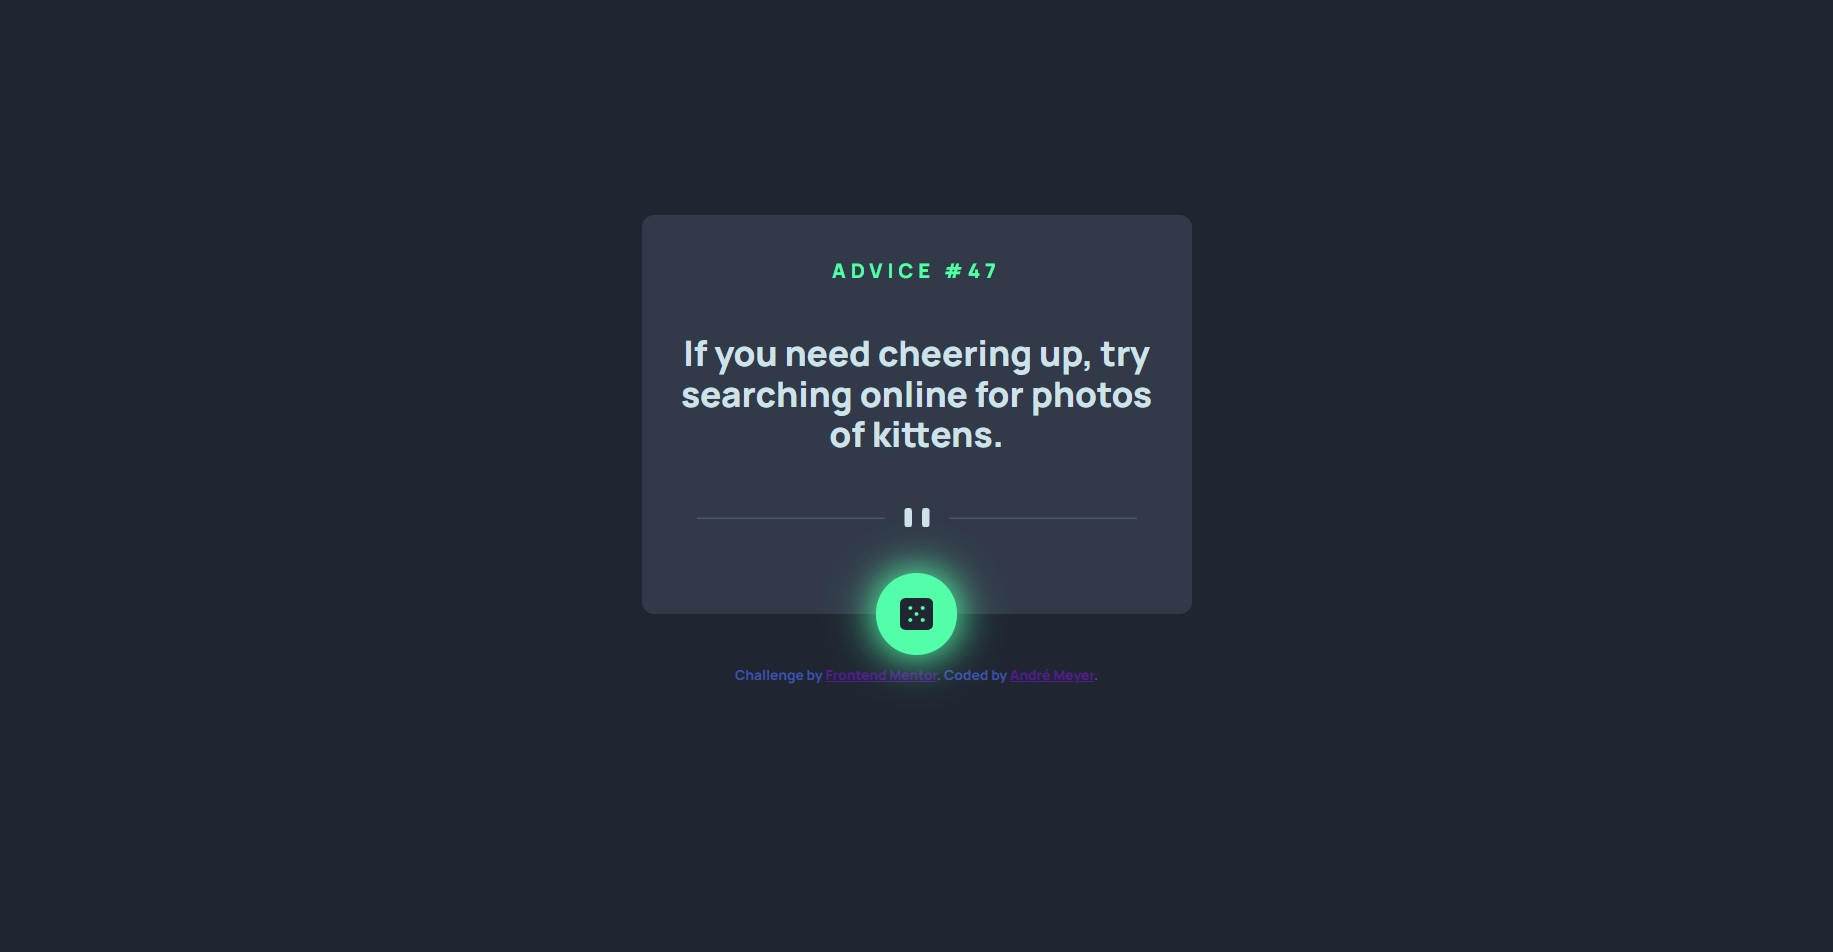 ADVICE #47
If you need cheering up, try
searching online for photos
of kittens.
Challenge by Frontend Mentor. Coded by André Meyer.